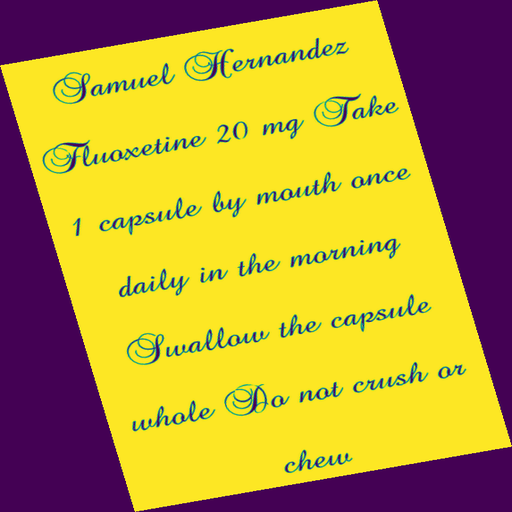 Samuel Hernandez
Fluoxetine 20 mg Take
1 capsule by mouth once
daily in the morning
Swallow the capsule
whole Do not crush or
chew